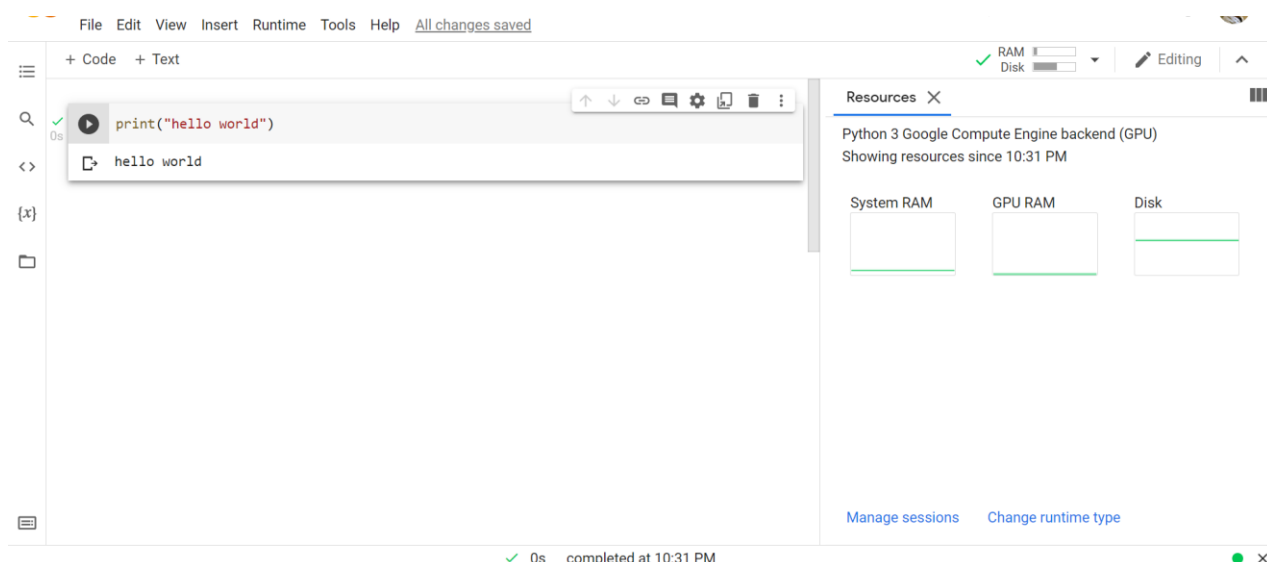 File Edit View Insert Runtime Tools Help All changes saved
+ Code + Text
RAM
Disk
Editing
0s
print("hello world")
hello world
{x}
Resources
Python 3 Google Compute Engine backend (GPU)
Showing resources since 10:31 PM
System RAM GPU RAM Disk
Manage sessions Change runtime type
0s completed at 10:31 PM